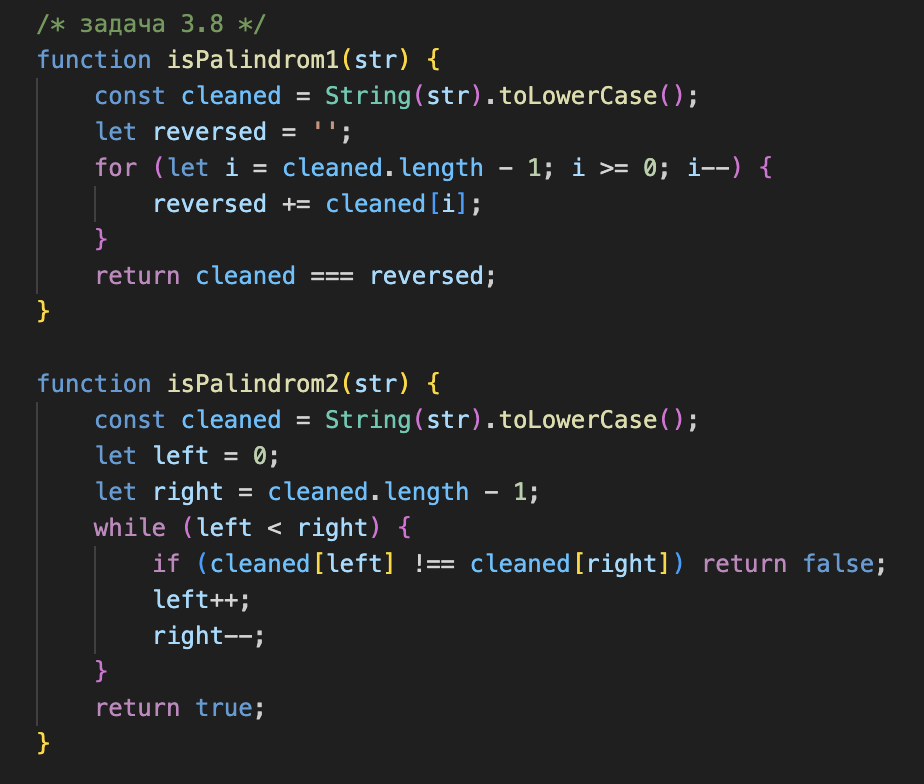 /* задача 3.8 */
function isPalindrom1(str) {
    const cleaned = String(str).toLowerCase();
    let reversed = '';
    for (let i = cleaned.length - 1; i >= 0; i--) {
        reversed += cleaned[i];
    }
    return cleaned === reversed;
}

function isPalindrom2(str) {
    const cleaned = String(str).toLowerCase();
    let left = 0;
    let right = cleaned.length - 1;
    while (left < right) {
        if (cleaned[left] !== cleaned[right]) return false;
        left++;
        right--;
    }
    return true;
}